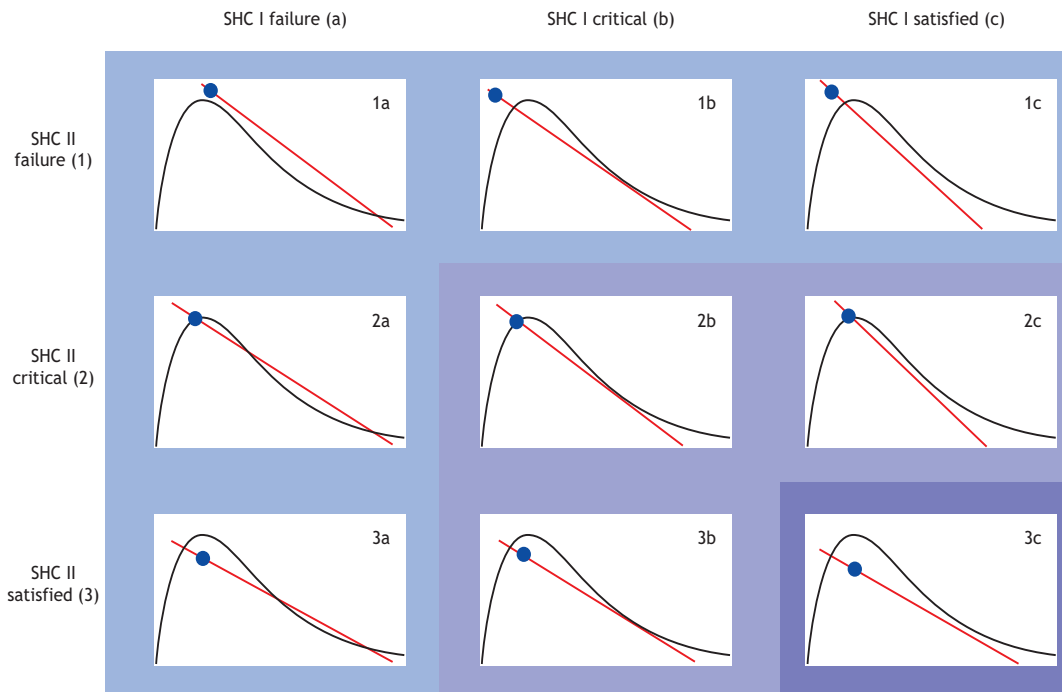 SHC I failure (a)
SHC I critical (b)
SHC I satisfied (c)
SHC II
failure (1)
1a
1b
1c
SHC II
critical (2)
2a
2b
2c
SHC II
satisfied (3)
3a
3b
3c